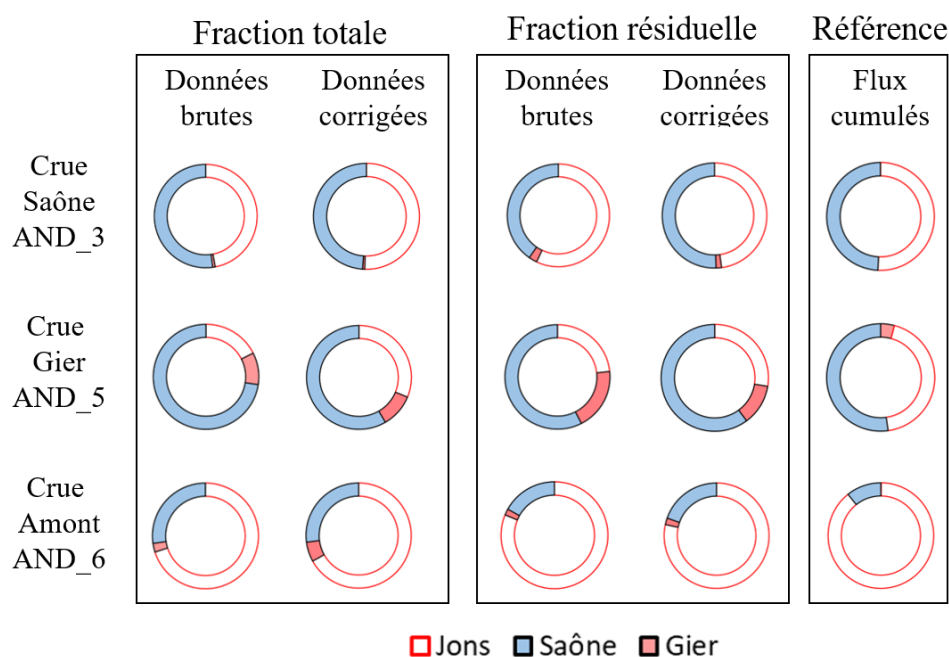 Fraction totale
Fraction résiduelle
Référence
Données
brutes
Données
corrigées
Données
brutes
Données
corrigées
Flux
cumulés
Crue
Saône
AND_3
Crue
Gier
AND_5
Crue
Amont
AND_6
Jons Saône Gier